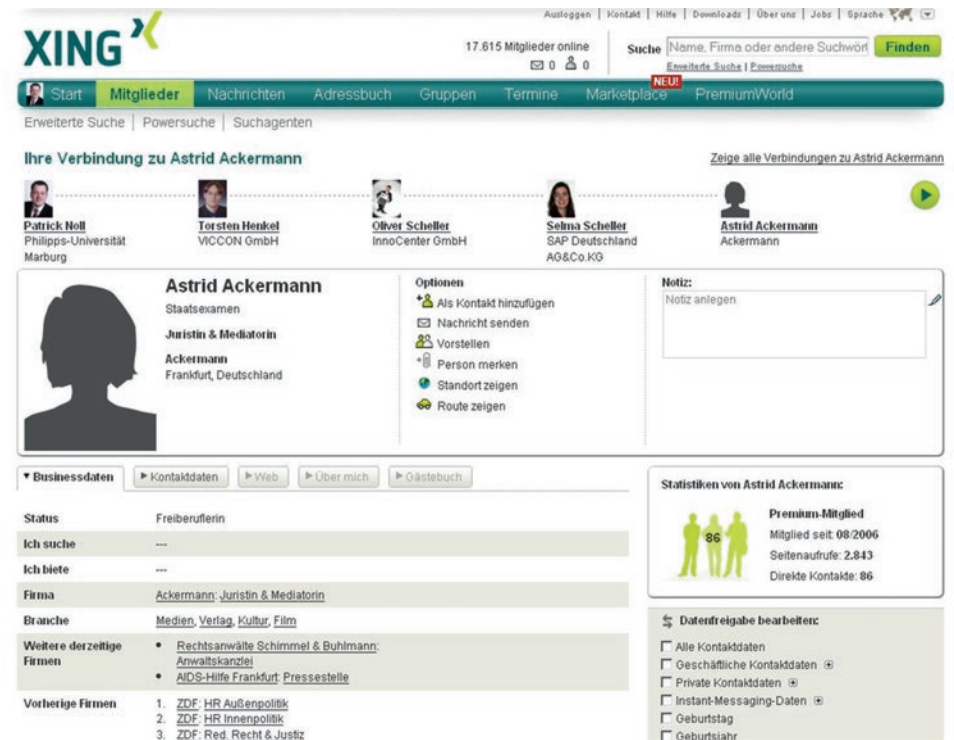 Ausloggen | Kontakt | Hilfe | Downloads | Über uns | Jobs | Sprache
XING
17.615 Mitglieder online
0 0
Suche Name, Firma oder andere Suchwört Finden
Erweiterte Suche | Powersuche
NEU!
Start Mitglieder Nachrichten Adressbuch Gruppen Termine Marketplace PremiumWorld
Erweiterte Suche | Powersuche | Suchagenten
Ihre Verbindung zu Astrid Ackermann
Zeige alle Verbindungen zu Astrid Ackermann
Patrick Noll
Philipps-Universität
Marburg
Torsten Henkel
VICCON GmbH
Oliver Scheller
InnoCenter GmbH
Selma Scheller
SAP Deutschland
AG&Co.KG
Astrid Ackermann
Ackermann
Astrid Ackermann
Staatsexamen
Juristin & Mediatorin
Ackermann
Frankfurt, Deutschland
Optionen
Als Kontakt hinzufügen
Nachricht senden
Vorstellen
Person merken
Standort zeigen
Route zeigen
Notiz:
Notiz anlegen
Businessdaten Kontaktdaten Web Über mich Gästebuch
Status Freiberuflerin
Ich suche ---
Ich biete ---
Firma Ackermann: Juristin & Mediatorin
Branche Medien, Verlag, Kultur, Film
Weitere derzeitige
Firmen
• Rechtsanwälte Schimmel & Buhlmann:
Anwaltskanzlei
• AIDS-Hilfe Frankfurt: Pressestelle
Vorherige Firmen
1. ZDF: HR Außenpolitik
2. ZDF: HR Innenpolitik
3. ZDF: Red. Recht & Justiz
Statistiken von Astrid Ackermann:
86
Premium-Mitglied
Mitglied seit: 08/2006
Seitenaufrufe: 2.843
Direkte Kontakte: 86
Datenfreigabe bearbeiten:
Alle Kontaktdaten
Geschäftliche Kontaktdaten
Private Kontaktdaten
Instant-Messaging-Daten
Geburtstag
Geburtsjahr